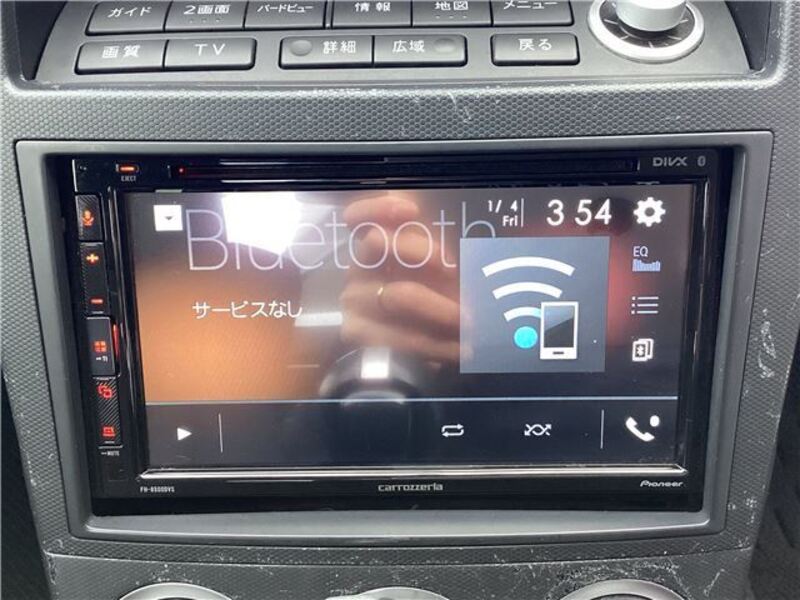 ガイド 2画面 バードビュー 情報 地図 メニュー
画質 TV 詳細 広域 戻る
EJECT
DIVX
Bluetooth
1/4 Fri 3 54
EQ
サービスなし
MUTE
FH-8500DVS carrozzeria Pioneer